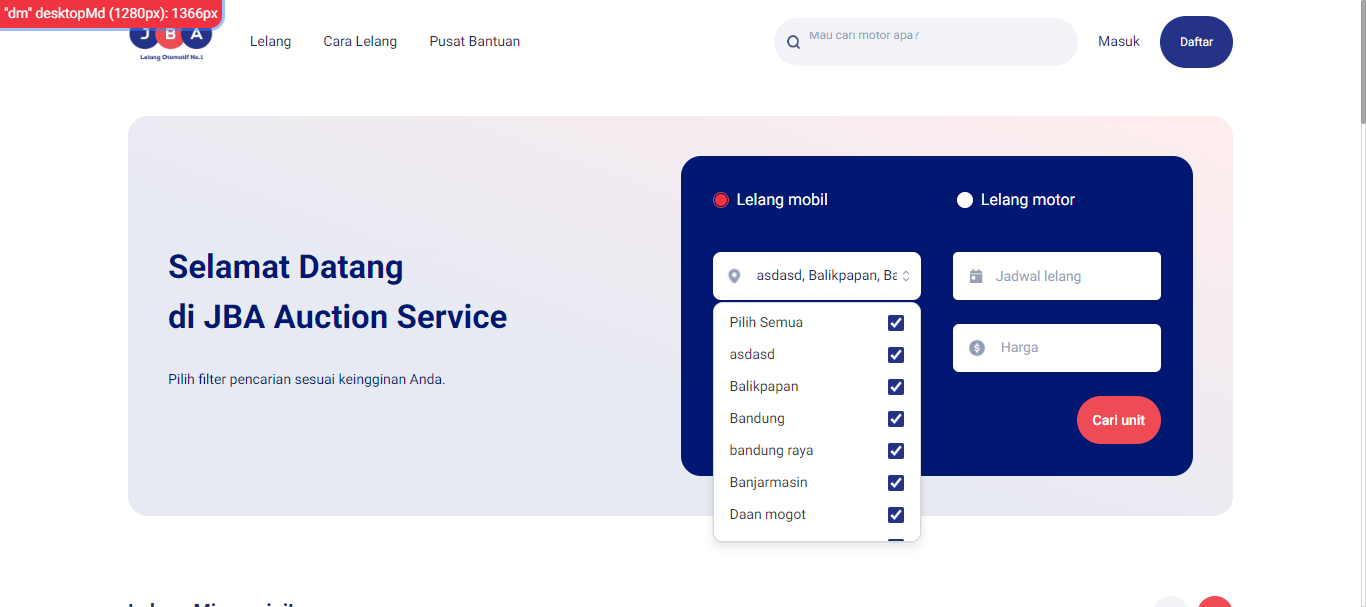 "dm" desktopMd (1280px): 1366px
J B A
Lelang Otomotif No.1
Lelang
Cara Lelang
Pusat Bantuan
Mau cari motor apa?
Masuk
Daftar
Selamat Datang
di JBA Auction Service
Pilih filter pencarian sesuai keingginan Anda.
Lelang mobil
Lelang motor
asdasd, Balikpapan, Ba
Jadwal lelang
Pilih Semua
asdasd
Balikpapan
Bandung
bandung raya
Banjarmasin
Daan mogot
Harga
Cari unit